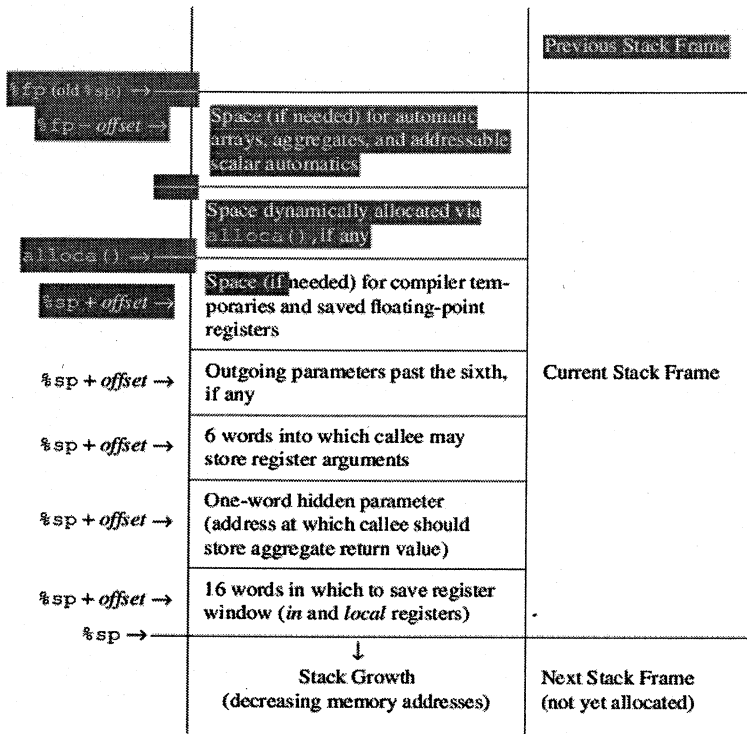 Previous Stack Frame
%fp (old %sp) →
%fp – offset →
Space (if needed) for automatic
arrays, aggregates, and addressable
scalar automatics
Space dynamically allocated via
alloca(), if any
alloca() →
%sp + offset →
Space (if needed) for compiler tem-
poraries and saved floating-point
registers
%sp + offset →
Outgoing parameters past the sixth,
if any
Current Stack Frame
%sp + offset →
6 words into which callee may
store register arguments
%sp + offset →
One-word hidden parameter
(address at which callee should
store aggregate return value)
%sp + offset →
16 words in which to save register
window (in and local registers)
%sp →
↓
Stack Growth
(decreasing memory addresses)
Next Stack Frame
(not yet allocated)